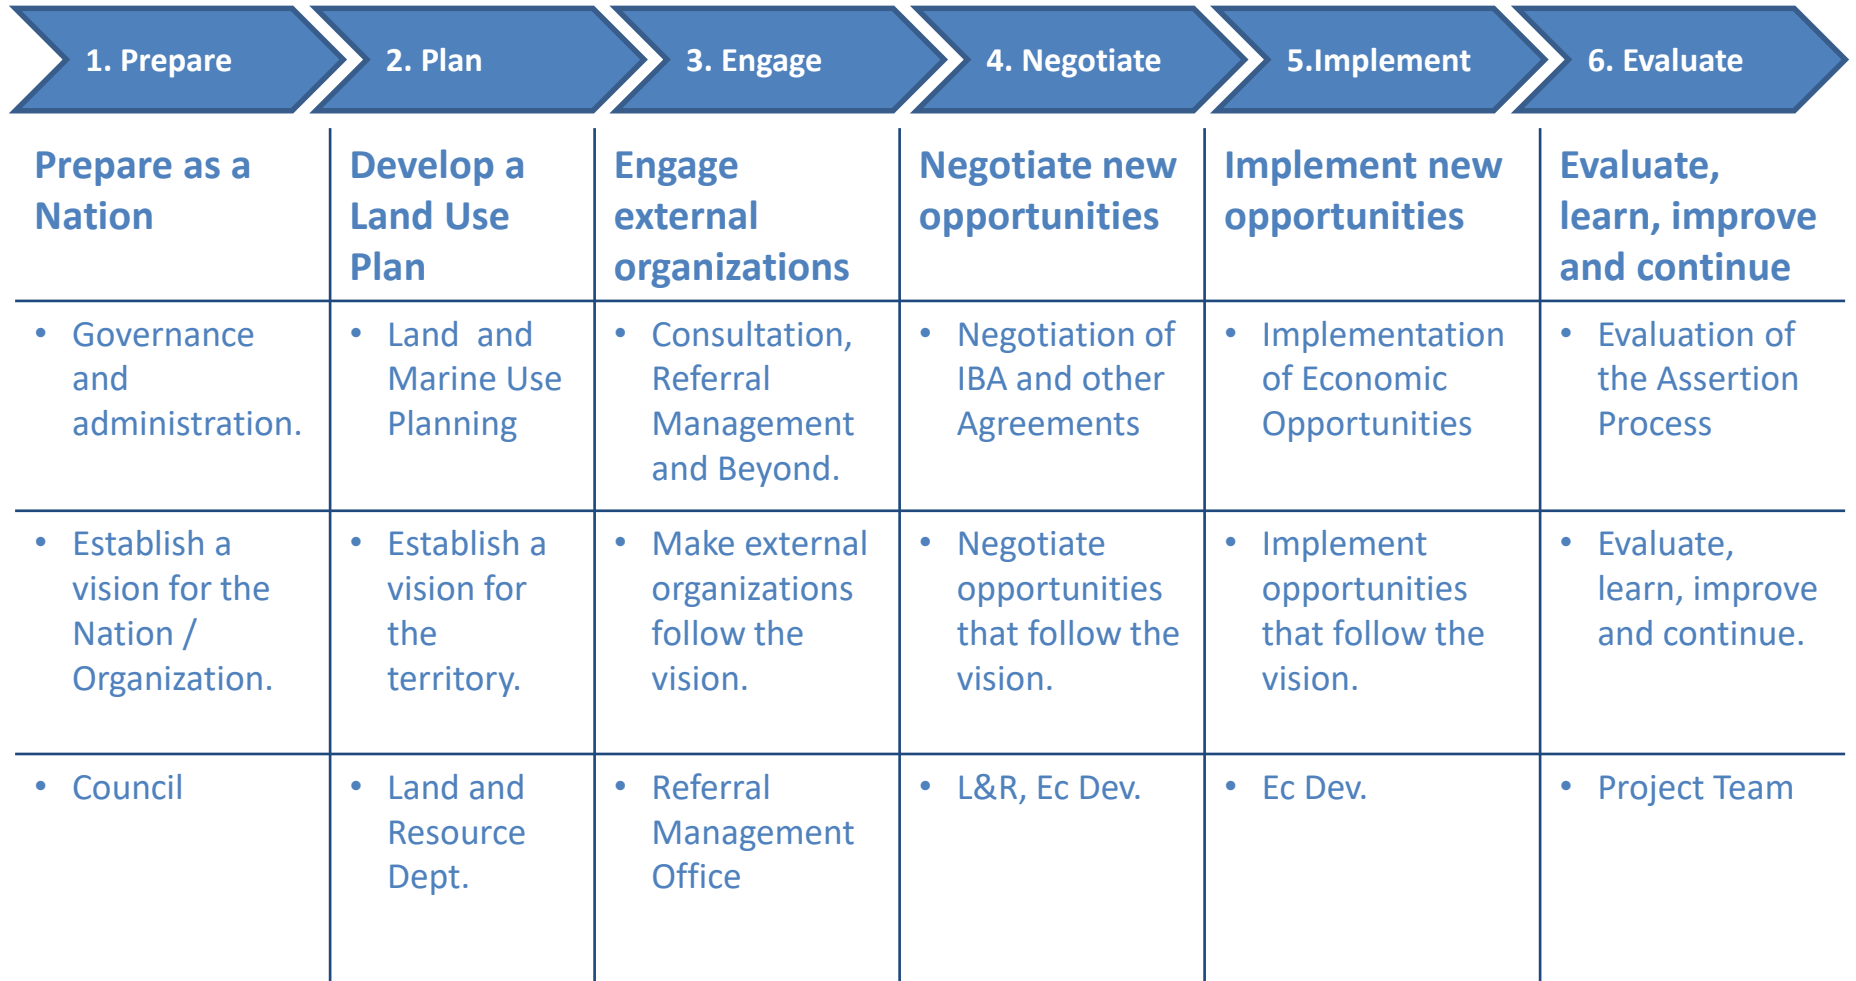 1. Prepare
2. Plan
3. Engage
4. Negotiate
5.Implement
6. Evaluate
Prepare as a
Nation
Develop a
Land Use
Plan
Engage
external
organizations
Negotiate new
opportunities
Implement new
opportunities
Evaluate,
learn, improve
and continue
• Governance
and
administration.
• Land and
Marine Use
Planning
• Consultation,
Referral
Management
and Beyond.
• Negotiation of
IBA and other
Agreements
• Implementation
of Economic
Opportunities
• Evaluation of
the Assertion
Process
• Establish a
vision for the
Nation /
Organization.
• Establish a
vision for
the
territory.
• Make external
organizations
follow the
vision.
• Negotiate
opportunities
that follow the
vision.
• Implement
opportunities
that follow the
vision.
• Evaluate,
learn, improve
and continue.
• Council
• Land and
Resource
Dept.
• Referral
Management
Office
• L&R, Ec Dev.
• Ec Dev.
• Project Team